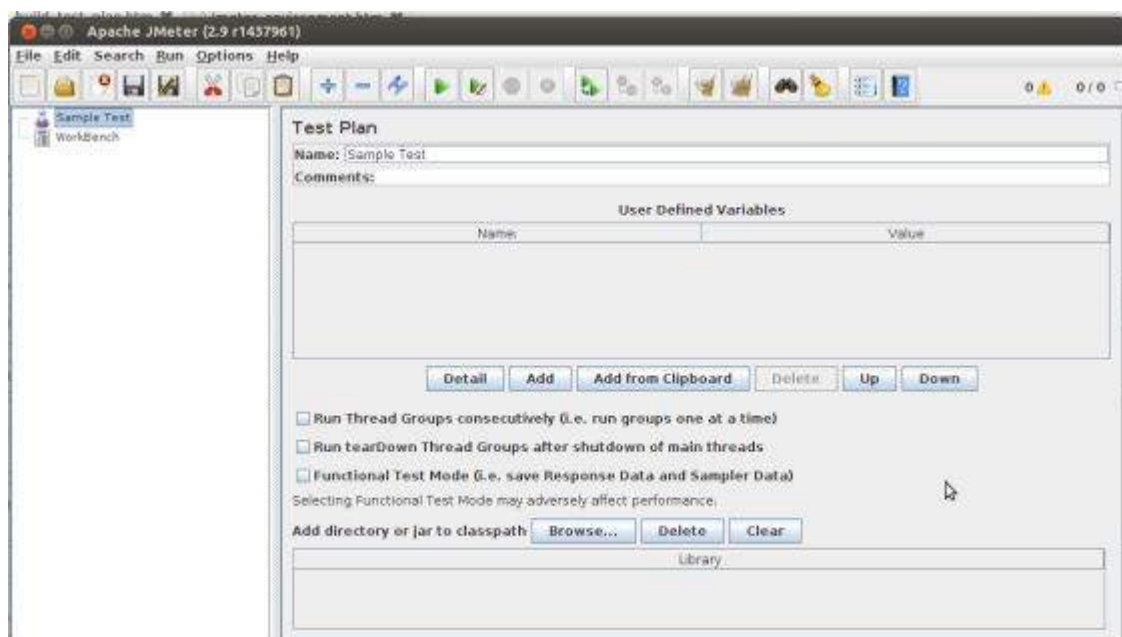 Apache JMeter (2.9 r1437961)
File Edit Search Run Options Help
0 0 / 0
Sample Test
WorkBench
Test Plan
Name: Sample Test
Comments:
User Defined Variables
Name: Value
Detail Add Add from Clipboard Delete Up Down
Run Thread Groups consecutively (i.e. run groups one at a time)
Run tearDown Thread Groups after shutdown of main threads
Functional Test Mode (i.e. save Response Data and Sampler Data)
Selecting Functional Test Mode may adversely affect performance.
Add directory or jar to classpath Browse... Delete Clear
Library